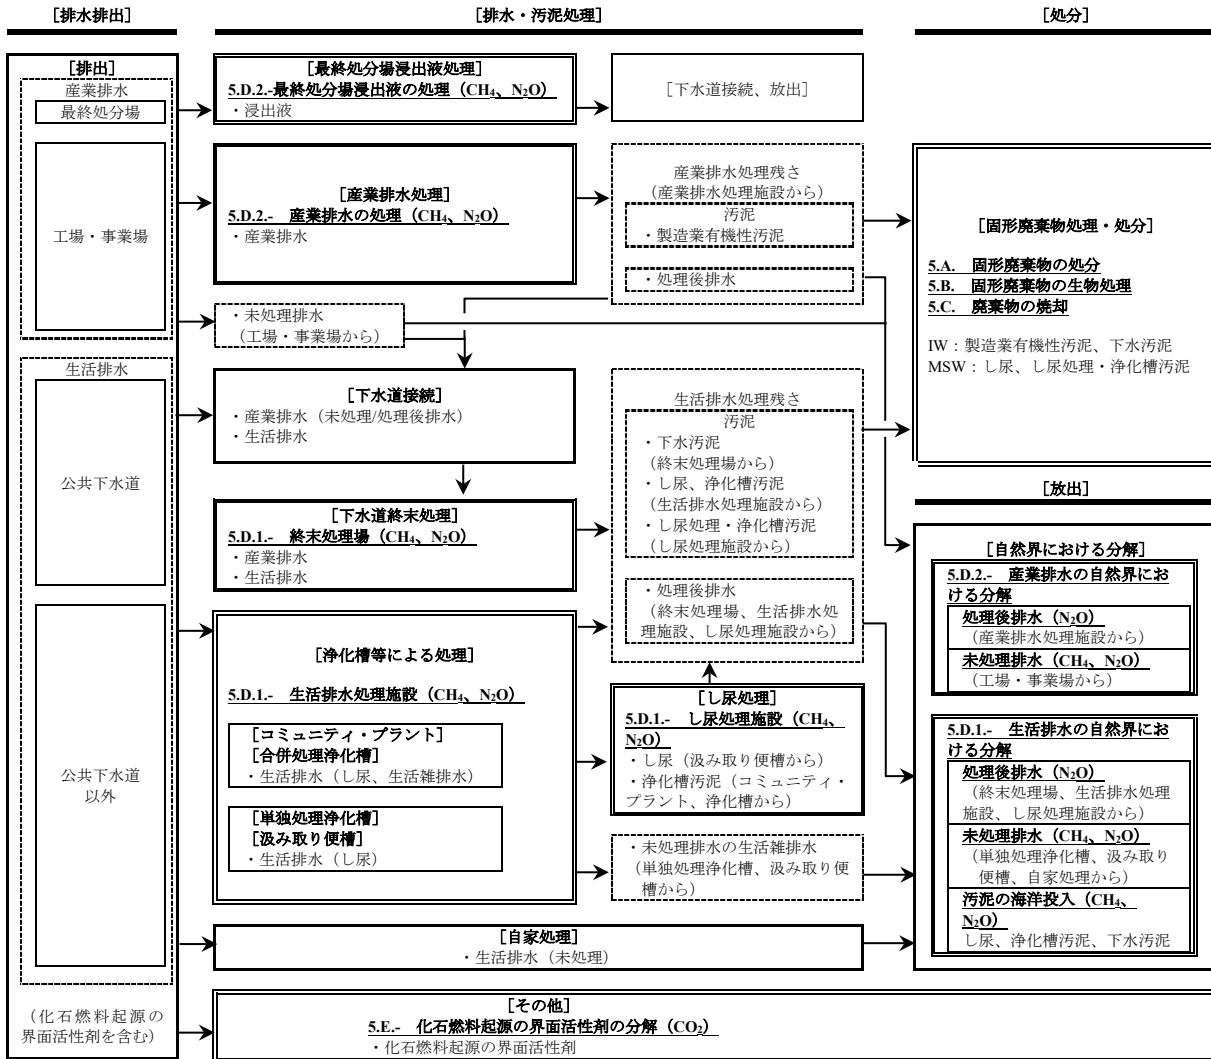 ［排水排出］
［排水・汚泥処理］
［処分］
［排出］
産業排水
最終処分場
工場・事業場
生活排水
公共下水道
公共下水道
以外
（化石燃料起源の
界面活性剤を含む）
［最終処分場浸出液処理］
5.D.2.-最終処分場浸出液の処理（CH₄、N₂O）
・浸出液
［下水道接続、放出］
［産業排水処理］
5.D.2.-　産業排水の処理（CH₄、N₂O）
・産業排水
産業排水処理残さ
（産業排水処理施設から）
汚泥
・製造業有機性汚泥
・処理後排水
・未処理排水
（工場・事業場から）
［下水道接続］
・産業排水（未処理/処理後排水）
・生活排水
［下水道終末処理］
5.D.1.-　終末処理場（CH₄、N₂O）
・産業排水
・生活排水
生活排水処理残さ
汚泥
・下水汚泥
（終末処理場から）
・し尿、浄化槽汚泥
（生活排水処理施設から）
・し尿処理・浄化槽汚泥
（し尿処理施設から）
・処理後排水
（終末処理場、生活排水処
理施設、し尿処理施設から）
［浄化槽等による処理］
5.D.1.-　生活排水処理施設（CH₄、N₂O）
［コミュニティ・プラント］
［合併処理浄化槽］
・生活排水（し尿、生活雑排水）
［単独処理浄化槽］
［汲み取り便槽］
・生活排水（し尿）
［し尿処理］
5.D.1.-　し尿処理施設（CH₄、
N₂O）
・し尿（汲み取り便槽から）
・浄化槽汚泥（コミュニティ・
プラント、浄化槽から）
・未処理排水の生活雑排水
（単独処理浄化槽、汲み取り便
槽から）
［自家処理］
・生活排水（未処理）
［その他］
5.E.-　化石燃料起源の界面活性剤の分解（CO₂）
・化石燃料起源の界面活性剤
［固形廃棄物処理・処分］
5.A.　固形廃棄物の処分
5.B.　固形廃棄物の生物処理
5.C.　廃棄物の焼却
IW：製造業有機性汚泥、下水汚泥
MSW：し尿、し尿処理・浄化槽汚泥
［放出］
［自然界における分解］
5.D.2.-　産業排水の自然界にお
ける分解
処理後排水（N₂O）
（産業排水処理施設から）
未処理排水（CH₄、N₂O）
（工場・事業場から）
5.D.1.-　生活排水の自然界にお
ける分解
処理後排水（N₂O）
（終末処理場、生活排水処理
施設、し尿処理施設から）
未処理排水（CH₄、N₂O）
（単独処理浄化槽、汲み取り
便槽、自家処理から）
汚泥の海洋投入（CH₄、
N₂O）
し尿、浄化槽汚泥、下水汚泥